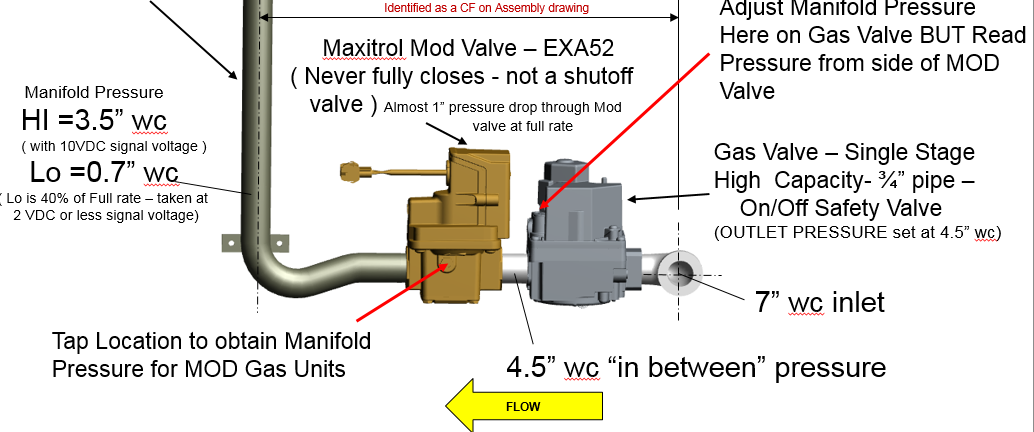 Identified as a CF on Assembly drawing
Adjust Manifold Pressure
Here on Gas Valve BUT Read
Pressure from side of MOD
Valve
Maxitrol Mod Valve – EXA52
( Never fully closes - not a shutoff
valve ) Almost 1” pressure drop through Mod
valve at full rate
Manifold Pressure
HI =3.5” wc
( with 10VDC signal voltage )
Lo =0.7” wc
( Lo is 40% of Full rate – taken at
2 VDC or less signal voltage)
Gas Valve – Single Stage
High Capacity- ¾” pipe –
On/Off Safety Valve
(OUTLET PRESSURE set at 4.5” wc)
7” wc inlet
Tap Location to obtain Manifold
Pressure for MOD Gas Units
4.5” wc “in between” pressure
FLOW